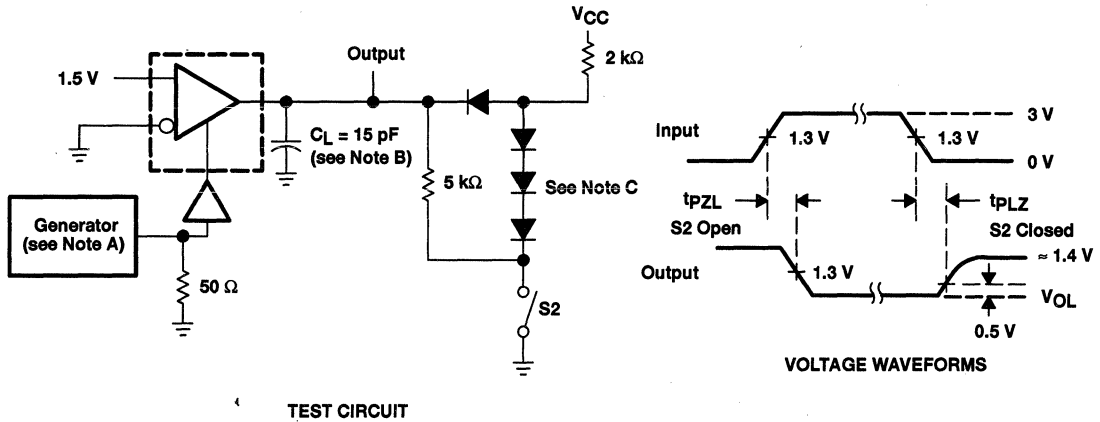 VCC
2 kΩ
Output
1.5 V
CL = 15 pF
(see Note B)
5 kΩ
See Note C
Generator
(see Note A)
50 Ω
S2
TEST CIRCUIT
Input
3 V
1.3 V
1.3 V
0 V
tPZL
tPLZ
S2 Open
S2 Closed
≈ 1.4 V
Output
1.3 V
VOL
0.5 V
VOLTAGE WAVEFORMS